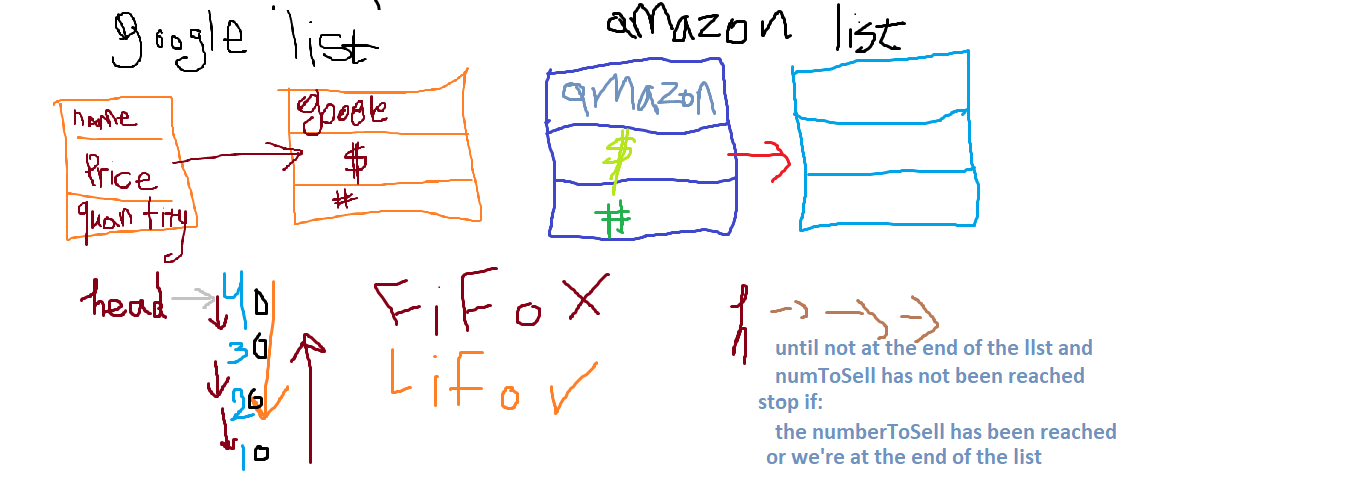 google 'list'
amazon list
name
Price
quantity
google
$
#
amazon
$
#
head
40
30
20
10
FiFo X
LiFo ✓
h
until not at the end of the lIst and
numToSell has not been reached
stop if:
the numberToSell has been reached
or we're at the end of the list